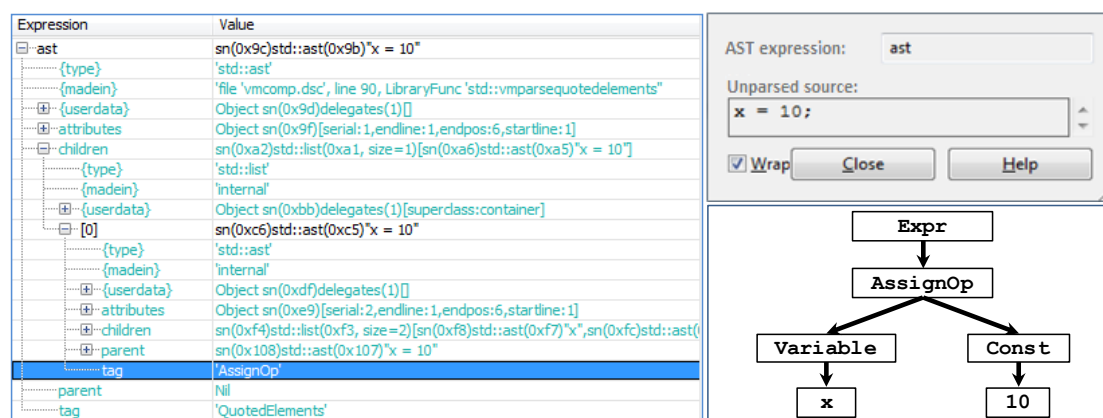 Expression Value
ast sn(0x9c)std::ast(0x9b)"x = 10"
{type} 'std::ast'
{madein} 'file 'vmcomp.dsc', line 90, LibraryFunc 'std::vmparsequotedelements''
{userdata} Object sn(0x9d)delegates(1)[]
attributes Object sn(0x9f)[serial:1,endline:1,endpos:6,startline:1]
children sn(0xa2)std::list(0xa1, size=1)[sn(0xa6)std::ast(0xa5)"x = 10"]
{type} 'std::list'
{madein} 'internal'
{userdata} Object sn(0xbb)delegates(1)[superclass:container]
[0] sn(0xc6)std::ast(0xc5)"x = 10"
{type} 'std::ast'
{madein} 'internal'
{userdata} Object sn(0xdf)delegates(1)[]
attributes Object sn(0xe9)[serial:2,endline:1,endpos:6,startline:1]
children sn(0xf4)std::list(0xf3, size=2)[sn(0xf8)std::ast(0xf7)"x",sn(0xfc)std::ast(
parent sn(0x108)std::ast(0x107)"x = 10"
tag 'AssignOp'
parent Nil
tag 'QuotedElements'
AST expression: ast
Unparsed source:
x = 10;
Wrap Close Help
Expr
AssignOp
Variable Const
x 10